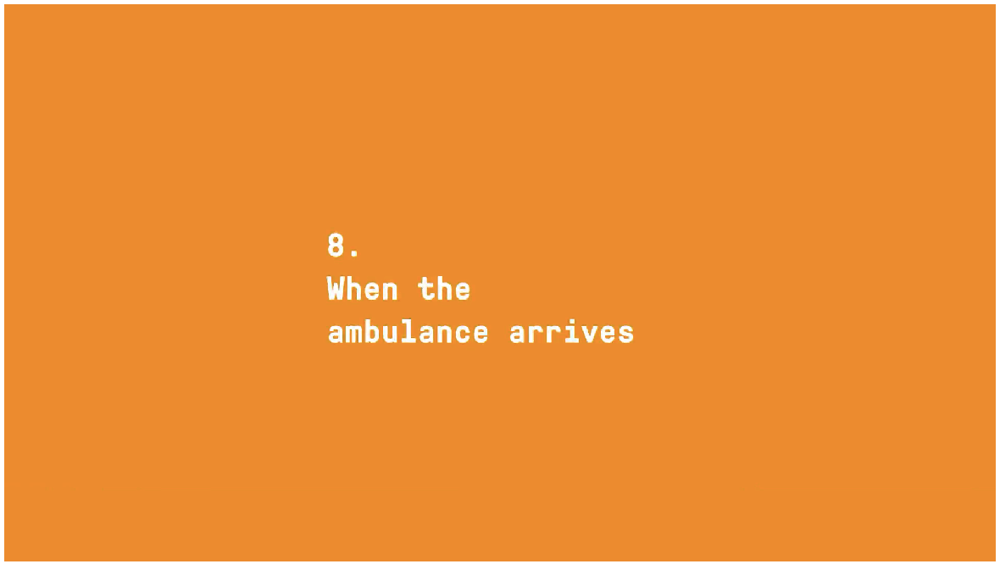 8.
When the
ambulance arrives